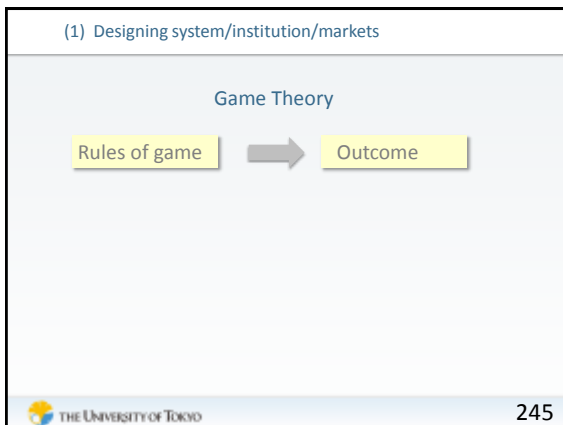 (1) Designing system/institution/markets
Game Theory
Rules of game
Outcome
THE UNIVERSITY OF TOKYO
245